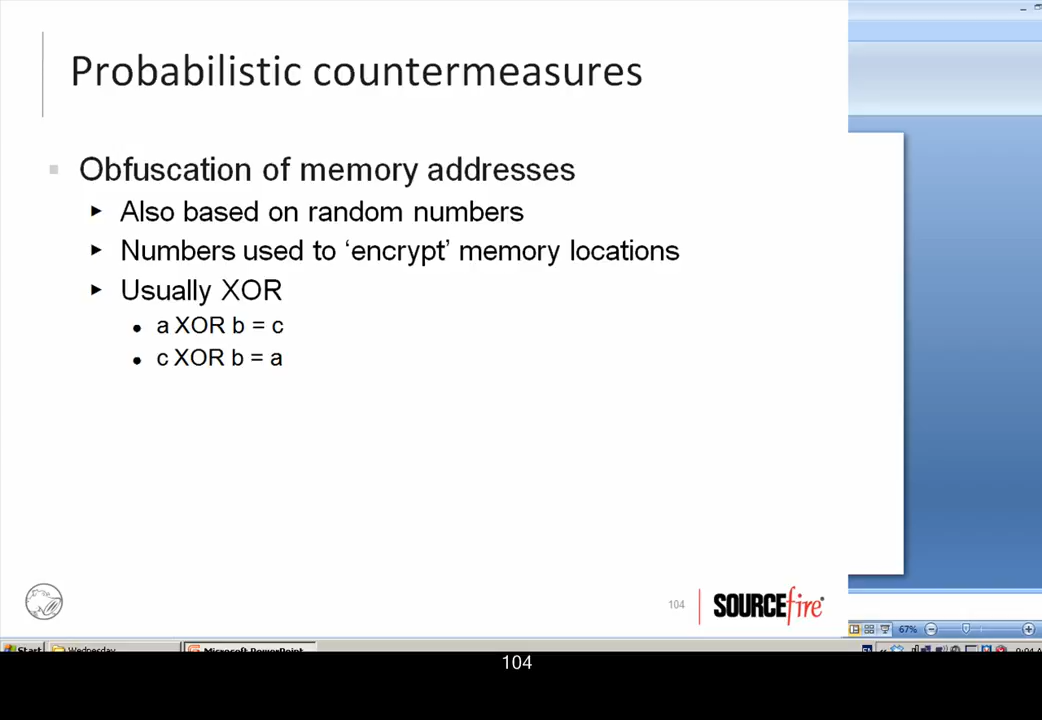 Probabilistic countermeasures
Obfuscation of memory addresses
Also based on random numbers
Numbers used to ‘encrypt’ memory locations
Usually XOR
a XOR b = c
c XOR b = a
104
SOURCEfire
67%
Start
Wednesday
Microsoft PowerPoint
104